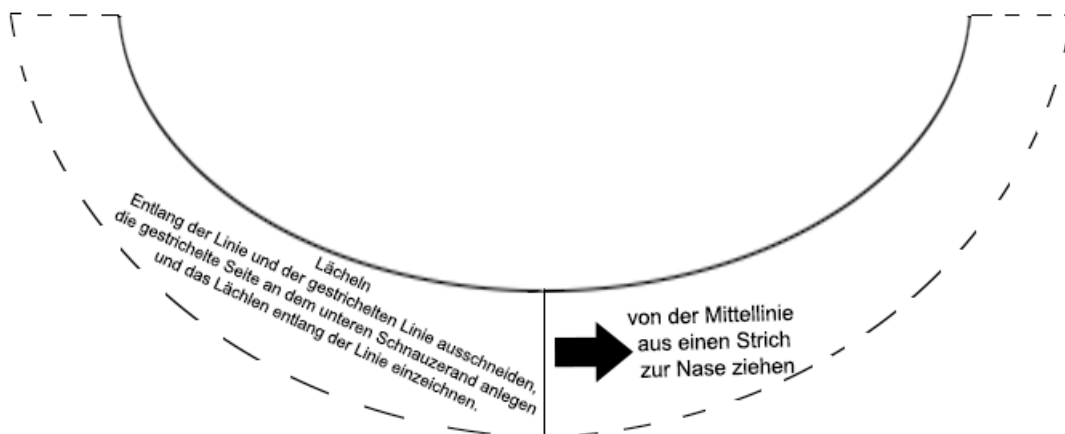 Lächeln
Entlang der Linie und der gestrichelten Linie ausschneiden,
die gestrichelte Seite an dem unteren Schnauzerand anlegen
und das Lächlen entlang der Linie einzeichnen.
von der Mittellinie
aus einen Strich
zur Nase ziehen